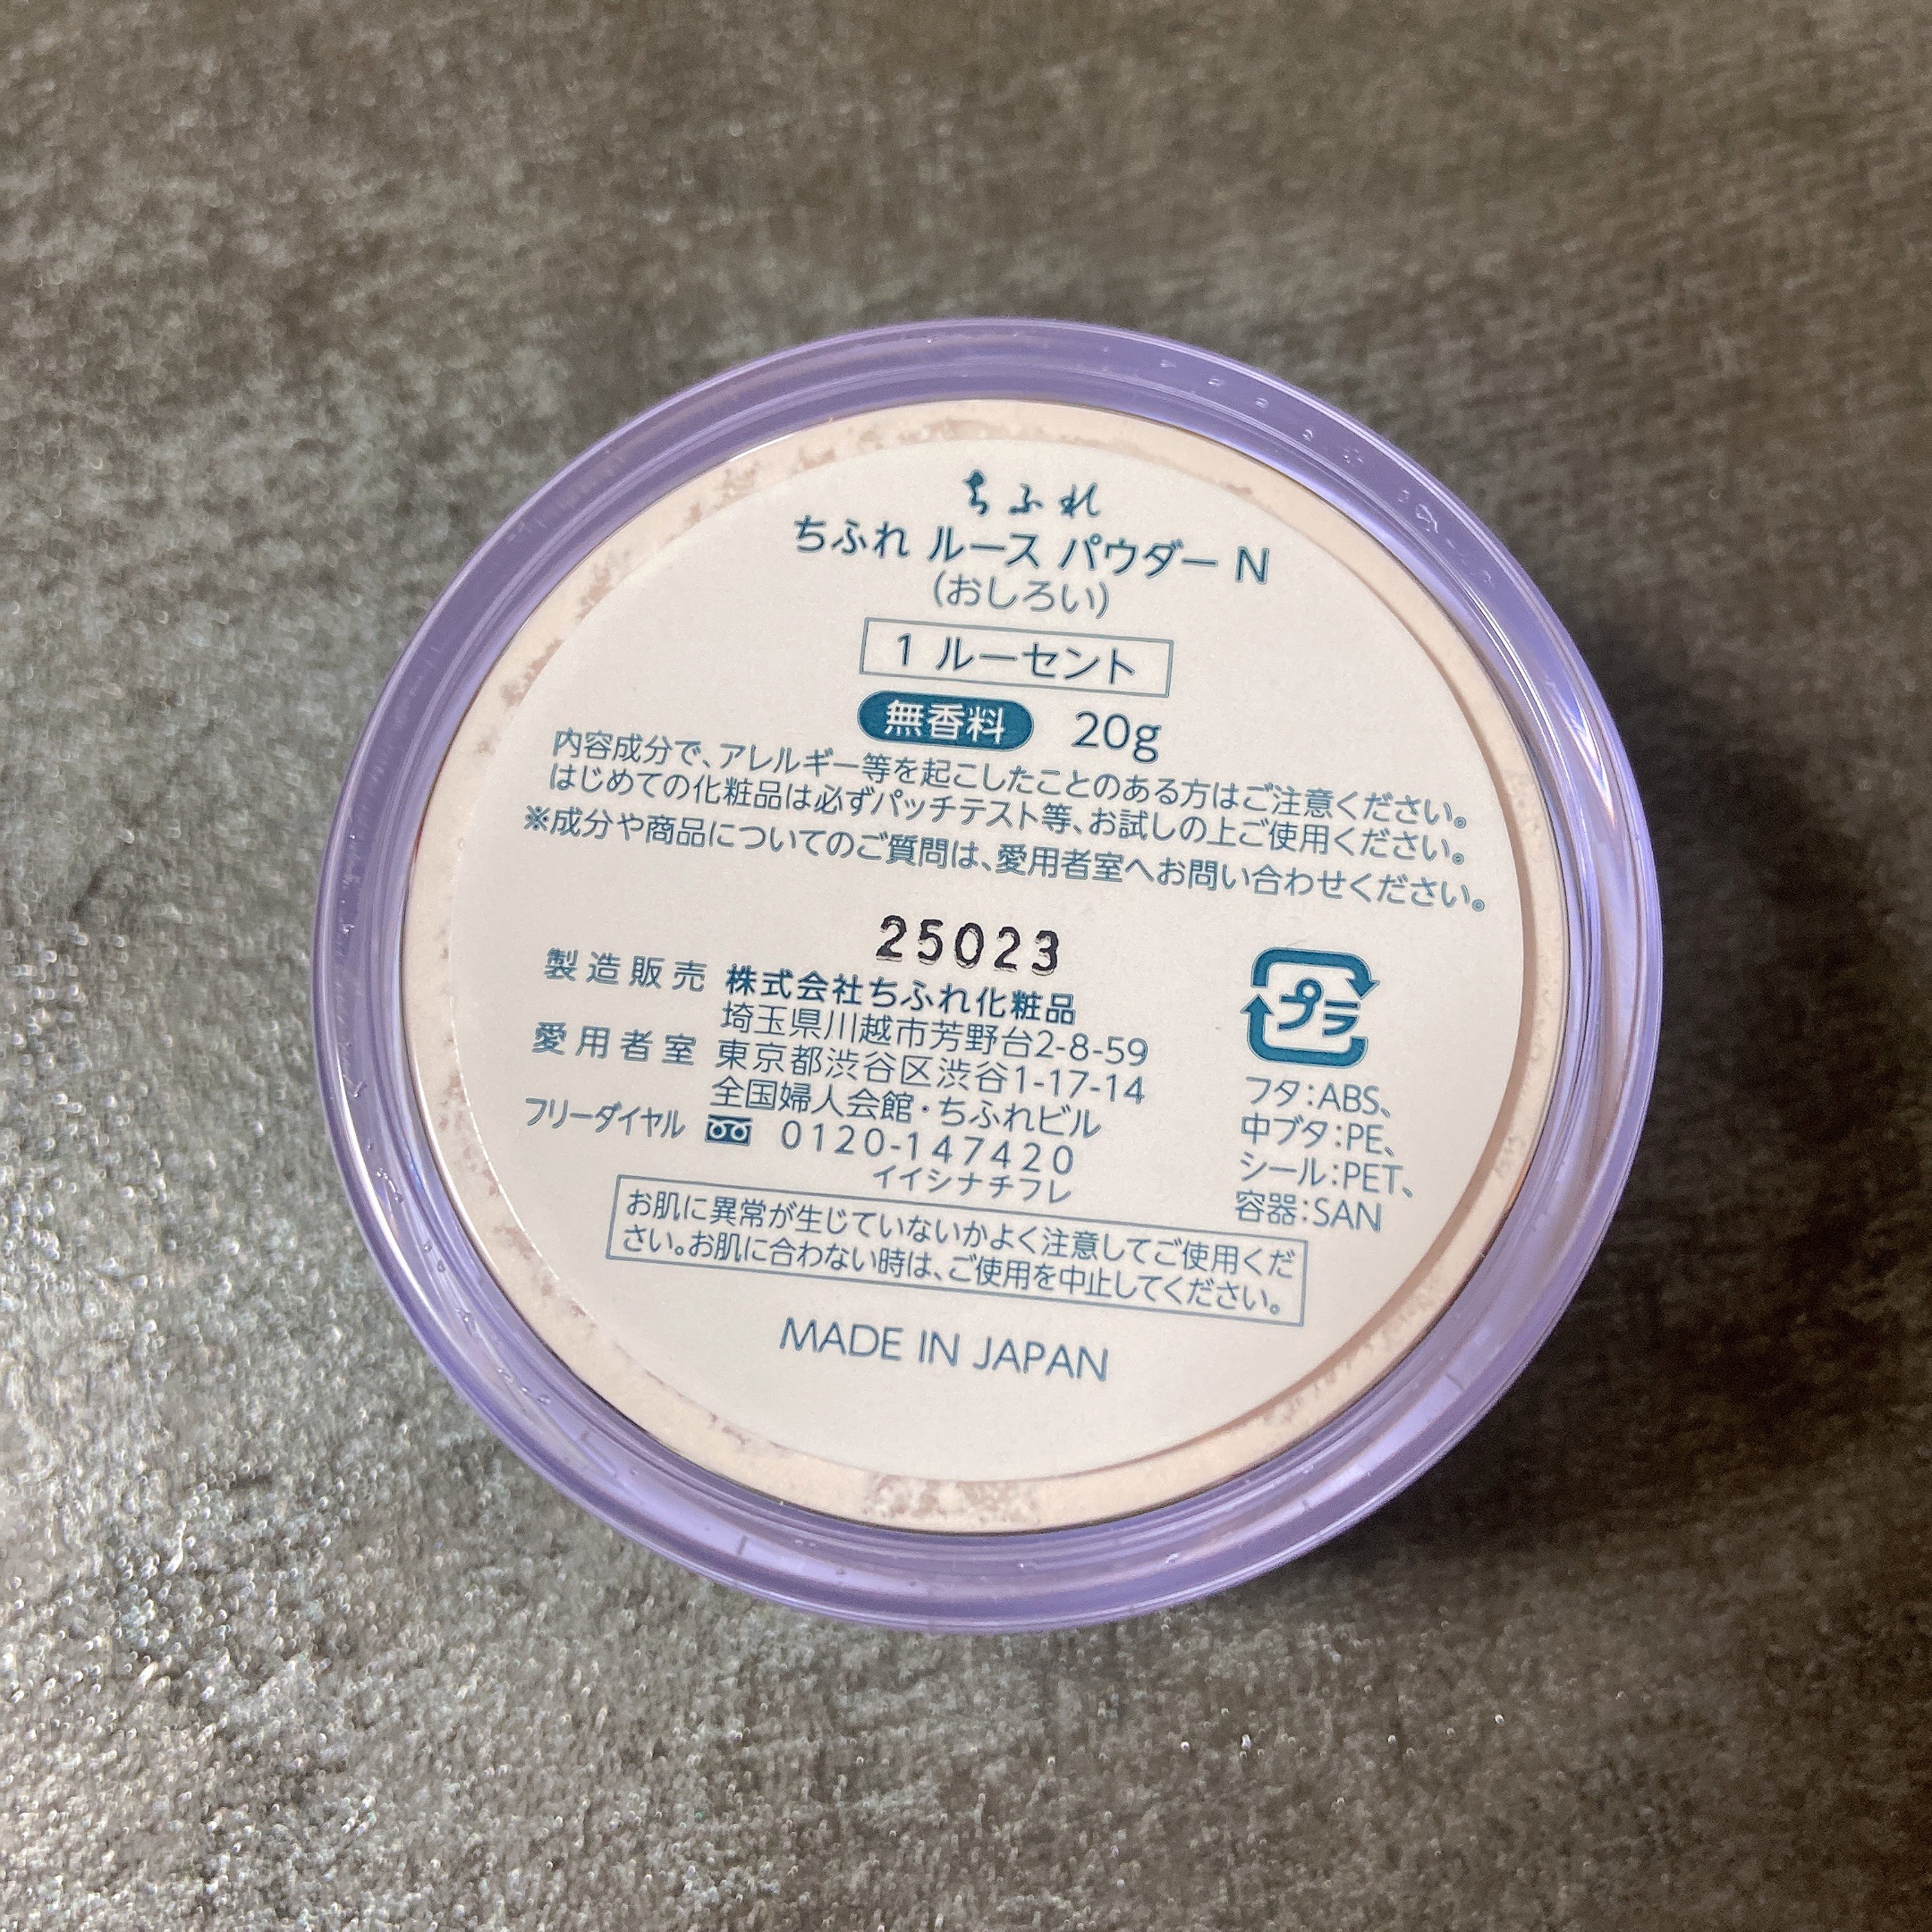 ちふれ
ちふれ ルース パウダー N
(おしろい)
1 ルーセント
無香料 20g
内容成分で、アレルギー等を起こしたことのある方はご注意ください。
はじめての化粧品は必ずパッチテスト等、お試しの上ご使用ください。
※成分や商品についてのご質問は、愛用者室へお問い合わせください。
25023
製造販売 株式会社ちふれ化粧品
埼玉県川越市芳野台2-8-59
愛用者室 東京都渋谷区渋谷1-17-14
全国婦人会館・ちふれビル
フリーダイヤル 0120-147420
イイシナチフレ
プラ
フタ:ABS、
中ブタ:PE、
シール:PET、
容器:SAN
お肌に異常が生じていないかよく注意してご使用くだ
さい。お肌に合わない時は、ご使用を中止してください。
MADE IN JAPAN